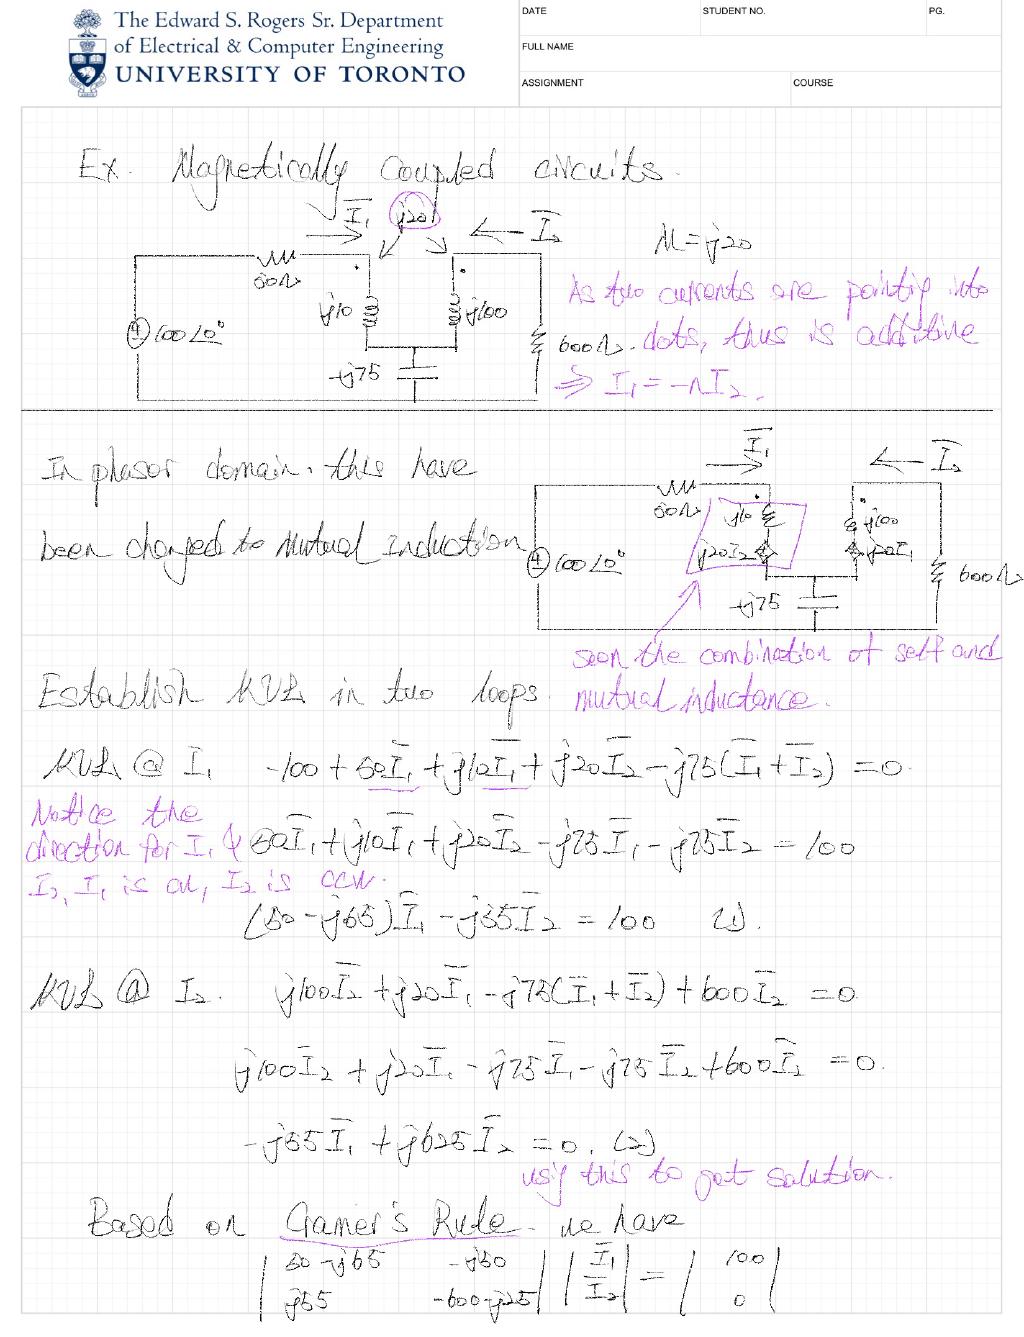 The Edward S. Rogers Sr. Department
of Electrical & Computer Engineering
UNIVERSITY OF TORONTO
DATE
STUDENT NO.
PG.
FULL NAME
ASSIGNMENT
COURSE
Ex. Magnetically Coupled circuits.
I₁ j20 I₂
M=j20
50Ω
j10 j100
100∠0°
600Ω.
-j75
As two currents are pointing into
dots, thus is additive
⇒ I₁ = -nI₂.
In phasor domain. this have
been changed to Mutual Induction
I₁ I₂
50Ω
j10 j100
j20I₂ j20I₁
100∠0°
600Ω
-j75
seen the combination of self and
mutual inductance.
Establish KVL in two loops.
KVL @ I₁ -100 + 50I₁ + j10I₁ + j20I₂ - j75(I₁ + I₂) = 0.
Notice the
direction for I₁ &
I₂, I₁ is cw, I₂ is ccw.
50I₁ + j10I₁ + j20I₂ - j75I₁ - j75I₂ = 100
(50 - j65)I₁ - j55I₂ = 100 (1).
KVL @ I₂. j100I₂ + j20I₁ - j75(I₁ + I₂) + 600I₂ = 0
j100I₂ + j20I₁ - j75I₁ - j75I₂ + 600I₂ = 0.
-j55I₁ + j625I₂ = 0. (2)
using this to get solution.
Based on Cramer's Rule we have
| 50 - j65 -j50 | | I₁ | = | 100 |
| j55 -600-j25 | | I₂ | | 0 |